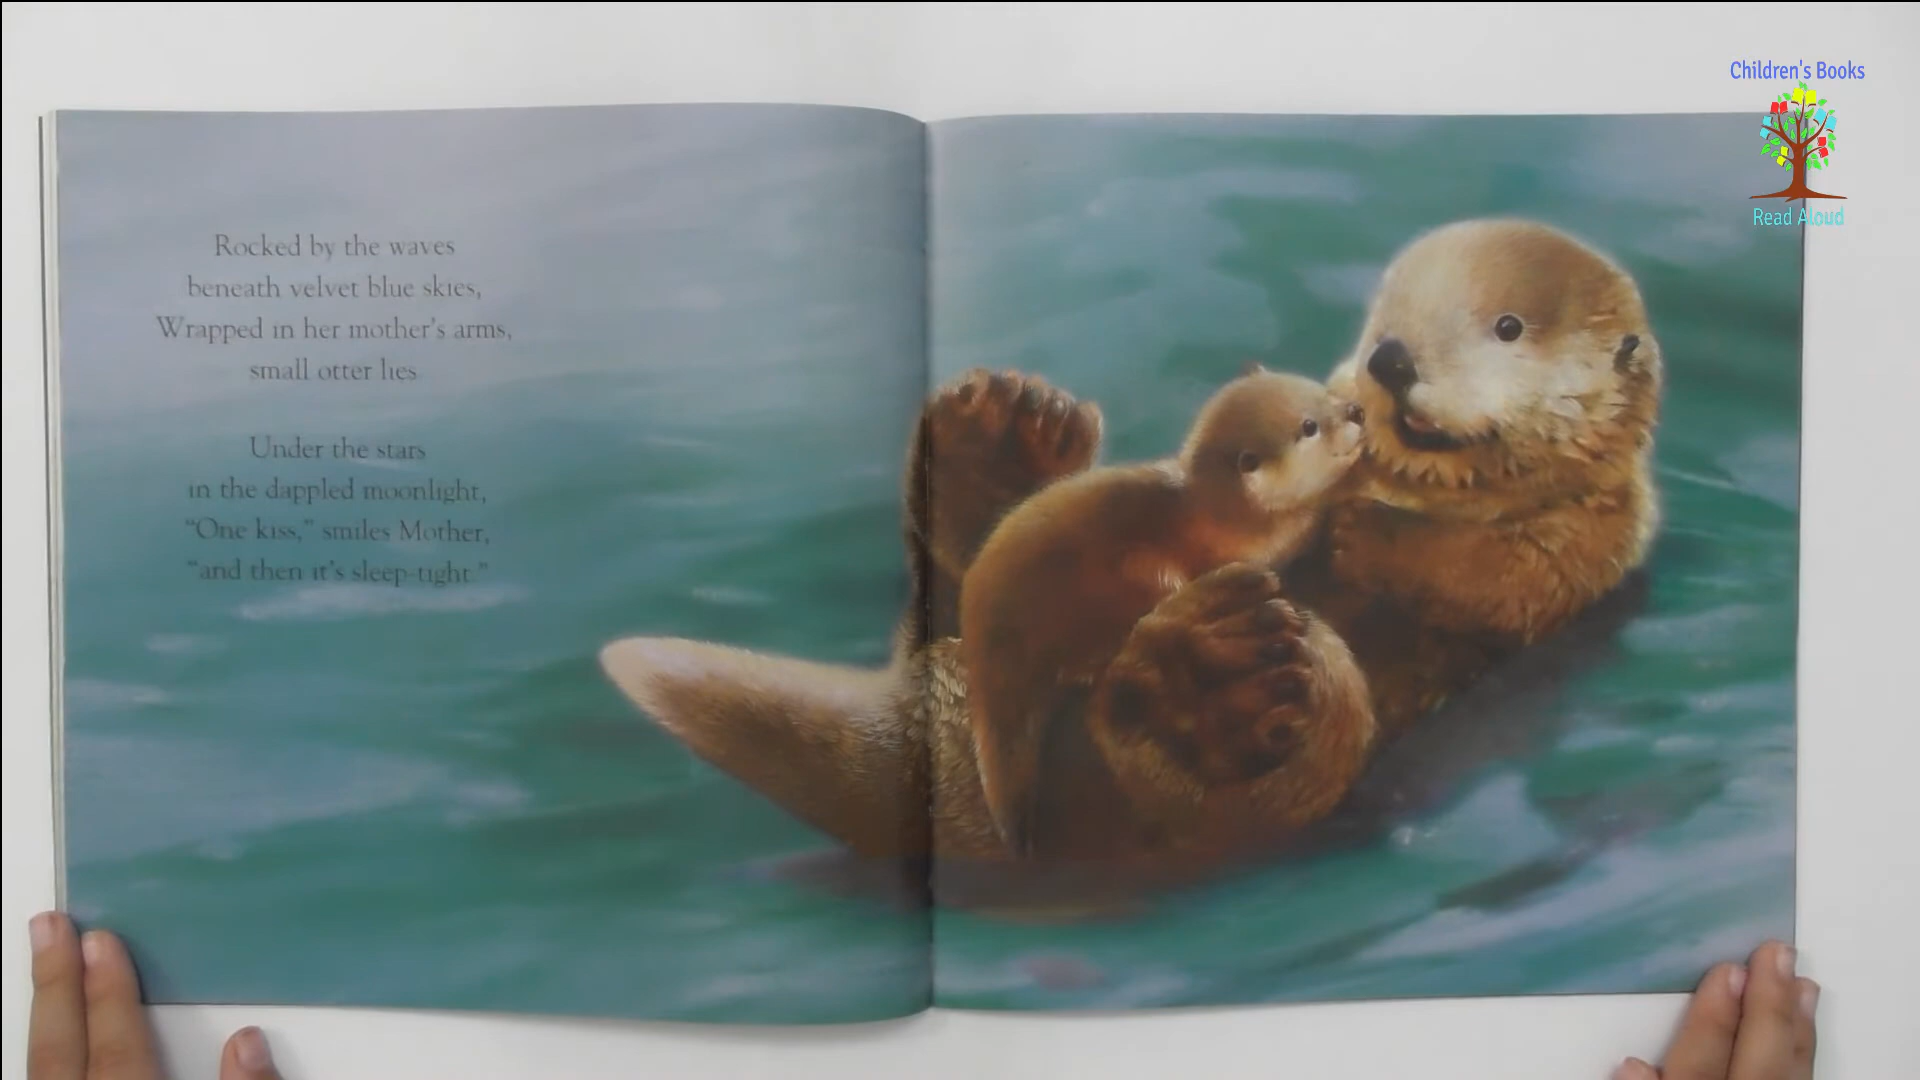 Rocked by the waves
beneath velvet blue skies,
Wrapped in her mother's arms,
small otter lies.
Under the stars
in the dappled moonlight,
“One kiss,” smiles Mother,
“and then it's sleep-tight.”
Children's Books
Read Aloud